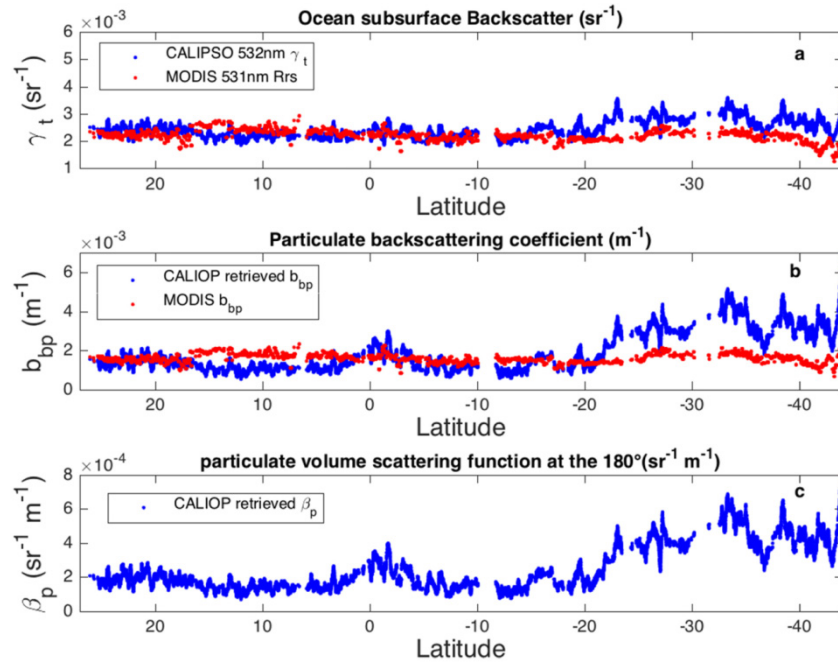 Ocean subsurface Backscatter (sr⁻¹)
×10⁻³
6
5
4
3
2
1
γ t (sr⁻¹)
CALIPSO 532nm γ t
MODIS 531nm Rrs
a
20 10 0 -10 -20 -30 -40
Latitude
Particulate backscattering coefficient (m⁻¹)
×10⁻³
6
4
2
0
b bp (m⁻¹)
CALIOP retrieved b bp
MODIS b bp
b
20 10 0 -10 -20 -30 -40
Latitude
particulate volume scattering function at the 180°(sr⁻¹ m⁻¹)
×10⁻⁴
8
6
4
2
0
β p (sr⁻¹ m⁻¹)
CALIOP retrieved β p
c
20 10 0 -10 -20 -30 -40
Latitude